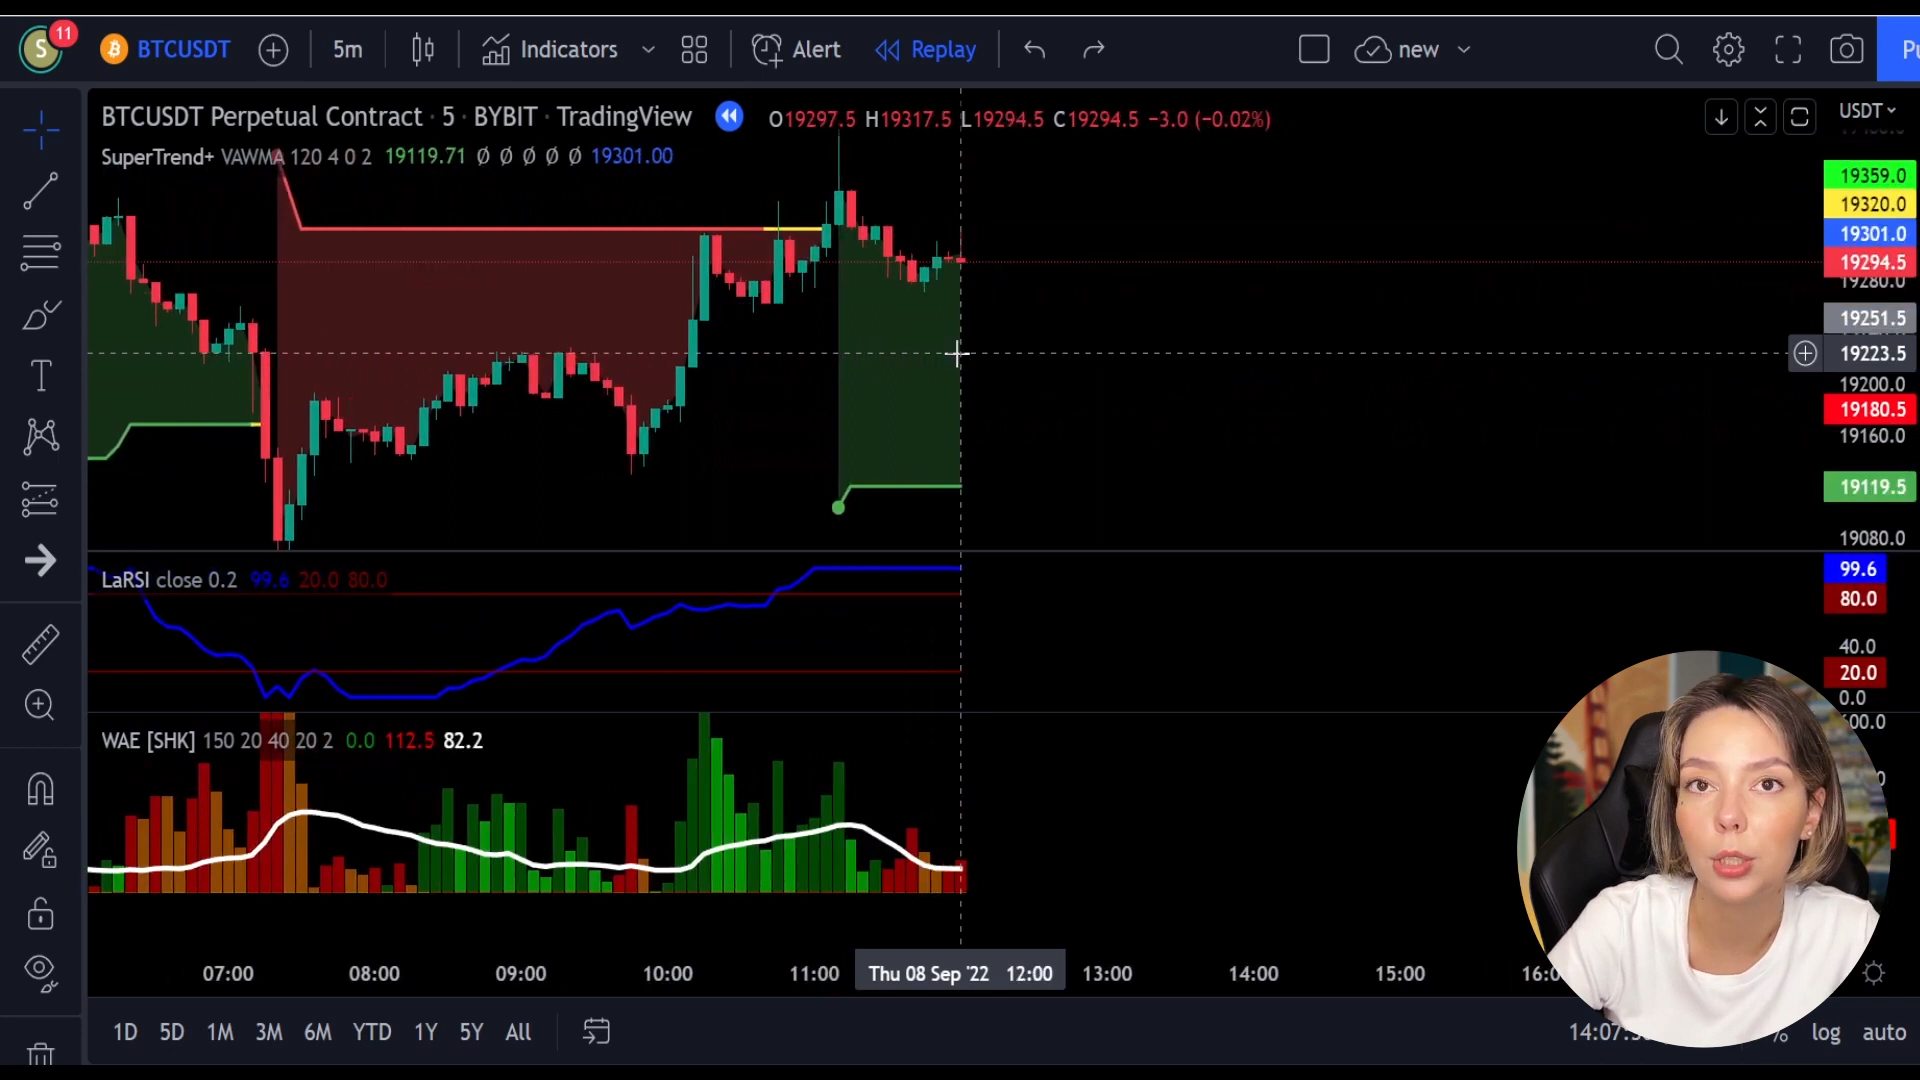 S 11 BTCUSDT 5m Indicators Alert Replay new Pu
BTCUSDT Perpetual Contract · 5 · BYBIT · TradingView O19297.5 H19317.5 L19294.5 C19294.5 −3.0 (−0.02%) USDT
SuperTrend+ VAWMA 120 4 0 2 19119.71 Ø Ø Ø Ø Ø 19301.00
19359.0
19320.0
19301.0
19294.5
19280.0
19251.5
19223.5
19200.0
19180.5
19160.0
19119.5
19080.0
LaRSI close 0.2 99.6 20.0 80.0
99.6
80.0
40.0
20.0
0.0
WAE [SHK] 150 20 40 20 2 0.0 112.5 82.2
07:00 08:00 09:00 10:00 11:00 Thu 08 Sep '22 12:00 13:00 14:00 15:00
1D 5D 1M 3M 6M YTD 1Y 5Y All % log auto